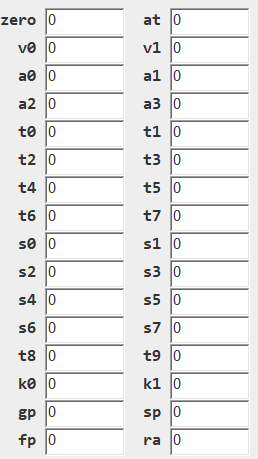 zero 0 at 0
v0 0 v1 0
a0 0 a1 0
a2 0 a3 0
t0 0 t1 0
t2 0 t3 0
t4 0 t5 0
t6 0 t7 0
s0 0 s1 0
s2 0 s3 0
s4 0 s5 0
s6 0 s7 0
t8 0 t9 0
k0 0 k1 0
gp 0 sp 0
fp 0 ra 0